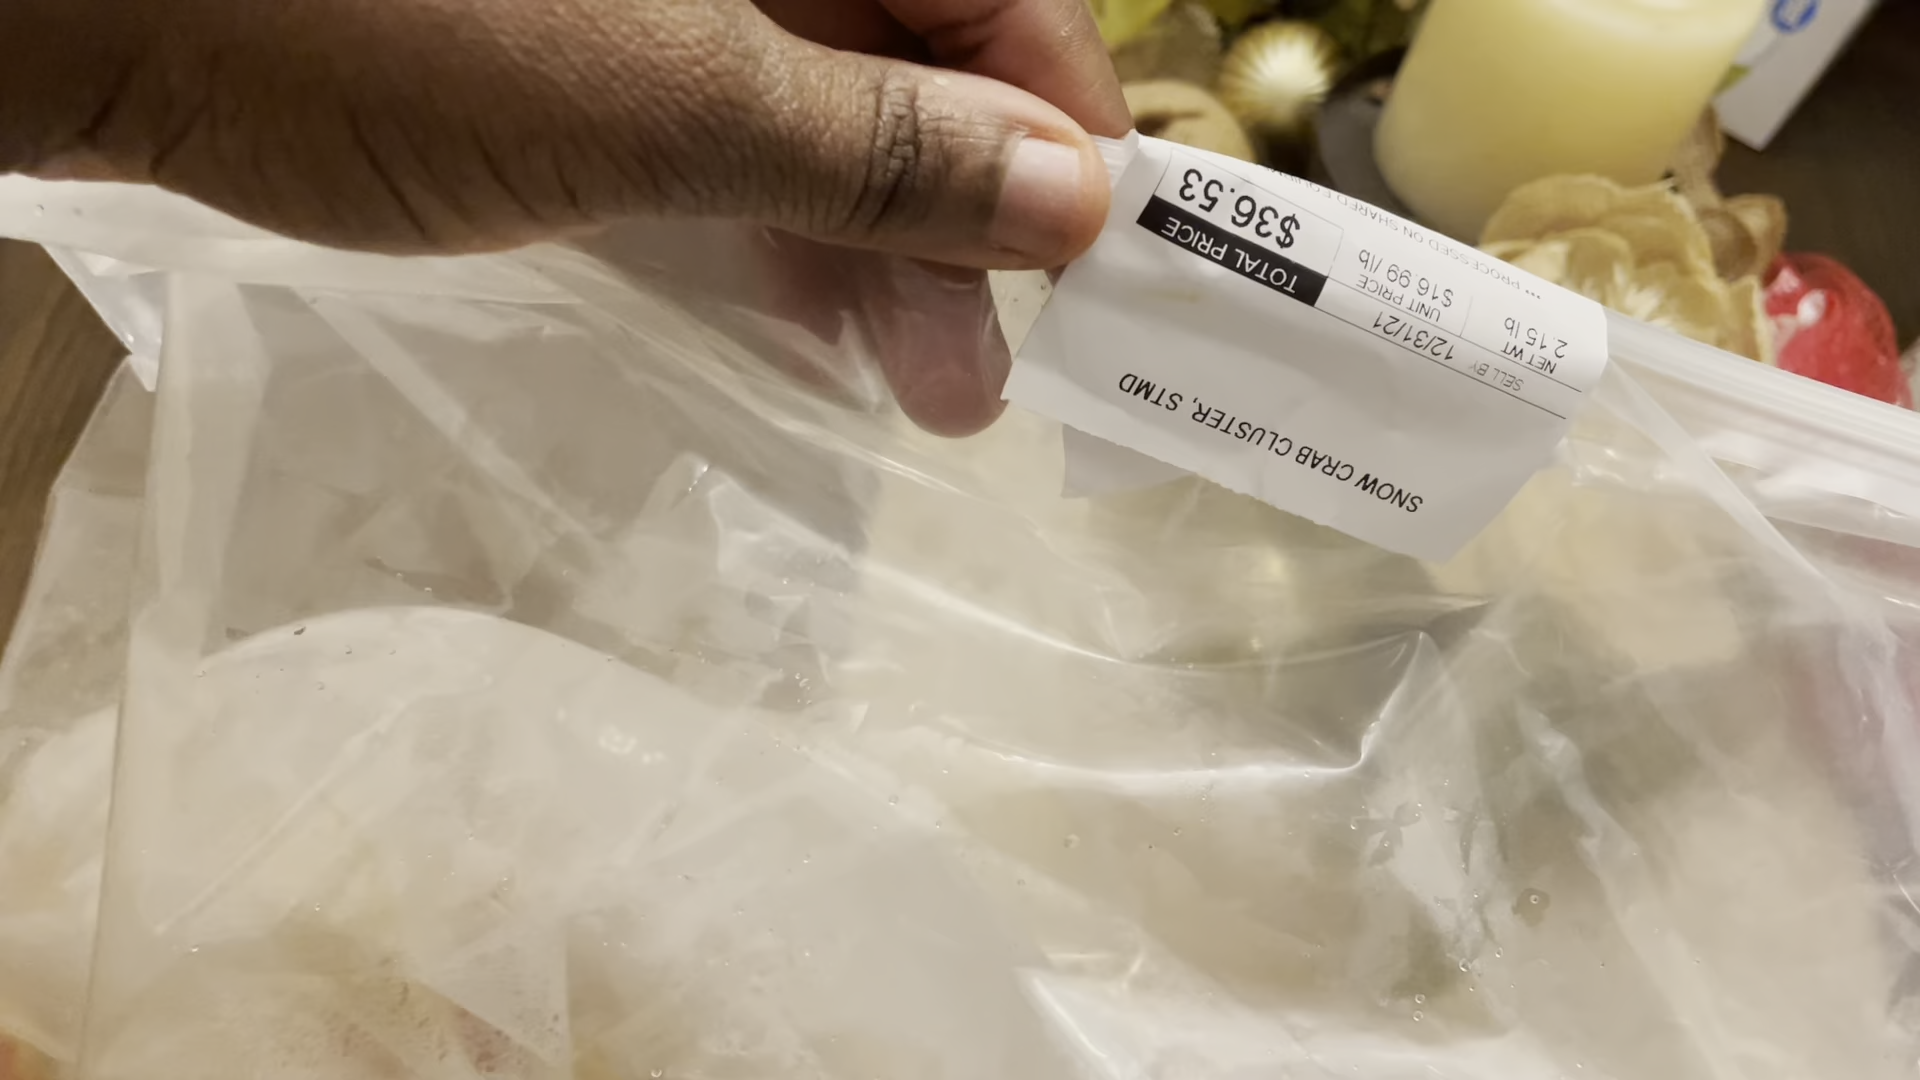 SNOW CRAB CLUSTER, STMD
SELL BY 12/31/21
NET WT
2.15 lb
UNIT PRICE
$16.99 /lb
TOTAL PRICE
$36.53
*** PROCESSED ON SHARED